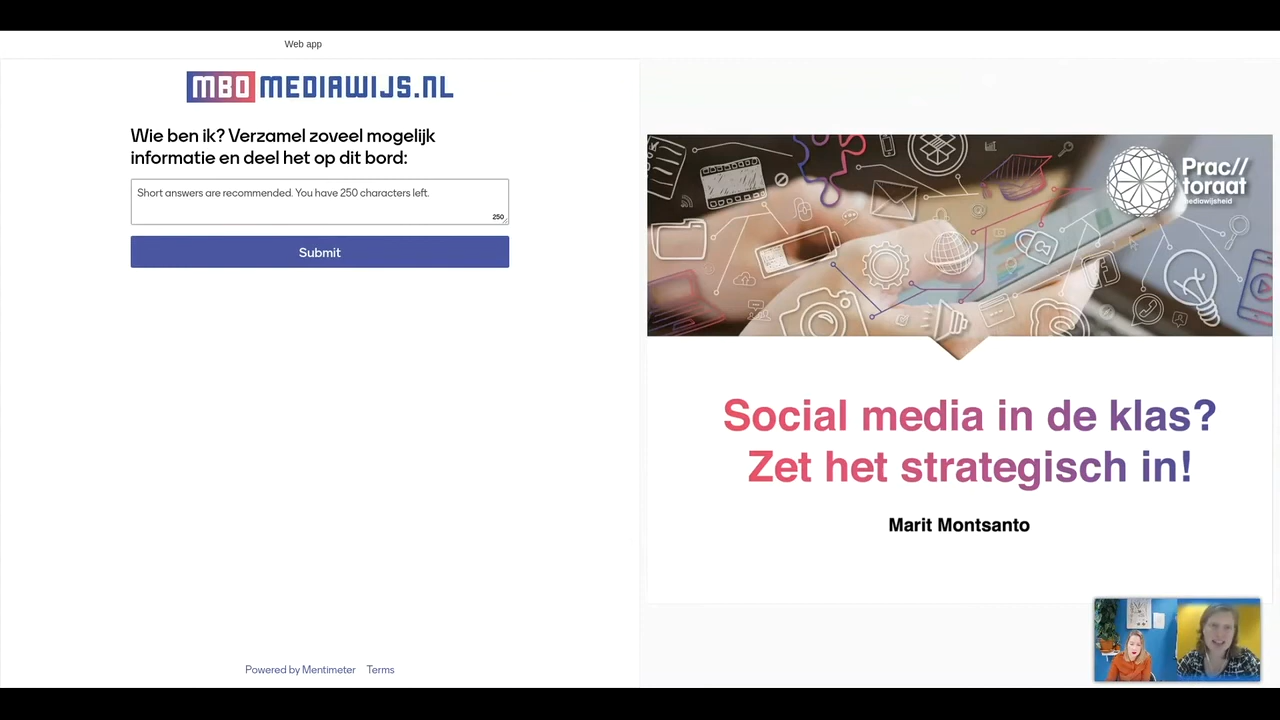 Web app
MBO MEDIAWIJS.NL
Wie ben ik? Verzamel zoveel mogelijk
informatie en deel het op dit bord:
Short answers are recommended. You have 250 characters left.
250
Submit
Powered by Mentimeter Terms
Prac//
toraat
mediawijsheid
Social media in de klas?
Zet het strategisch in!
Marit Montsanto